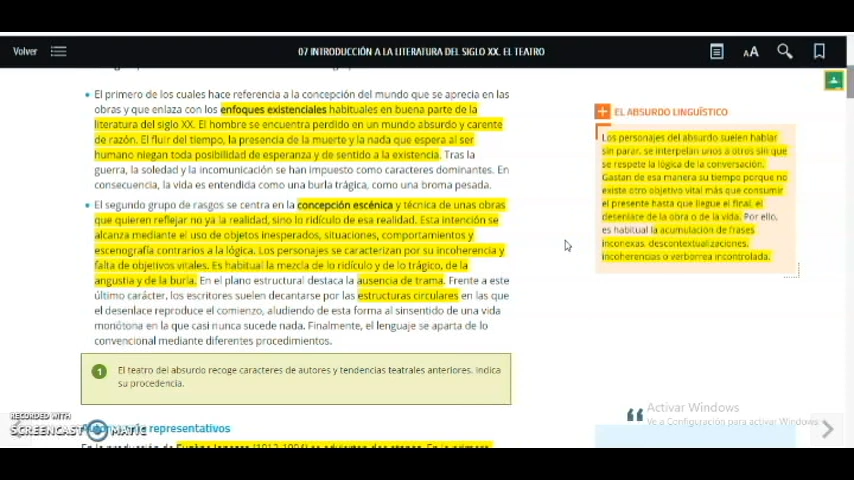 Volver
07 INTRODUCCIÓN A LA LITERATURA DEL SIGLO XX. EL TEATRO
AA
El primero de los cuales hace referencia a la concepción del mundo que se aprecia en las
obras y que enlaza con los enfoques existenciales habituales en buena parte de la
literatura del siglo XX. El hombre se encuentra perdido en un mundo absurdo y carente
de razón. El fluir del tiempo, la presencia de la muerte y la nada que espera al ser
humano niegan toda posibilidad de esperanza y de sentido a la existencia. Tras la
guerra, la soledad y la incomunicación se han impuesto como caracteres dominantes. En
consecuencia, la vida es entendida como una burla trágica, como una broma pesada.
El segundo grupo de rasgos se centra en la concepción escénica y técnica de unas obras
que quieren reflejar no ya la realidad, sino lo ridículo de esa realidad. Esta intención se
alcanza mediante el uso de objetos inesperados, situaciones, comportamientos y
escenografía contrarios a la lógica. Los personajes se caracterizan por su incoherencia y
falta de objetivos vitales. Es habitual la mezcla de lo ridículo y de lo trágico, de la
angustia y de la burla. En el plano estructural destaca la ausencia de trama. Frente a este
último carácter, los escritores suelen decantarse por las estructuras circulares en las que
el desenlace reproduce el comienzo, aludiendo de esta forma al sinsentido de una vida
monótona en la que casi nunca sucede nada. Finalmente, el lenguaje se aparta de lo
convencional mediante diferentes procedimientos.
1 El teatro del absurdo recoge caracteres de autores y tendencias teatrales anteriores. Indica
su procedencia.
representativos
EL ABSURDO LINGUÍSTICO
Los personajes del absurdo suelen hablar
sin parar, se interpelan unos a otros sin que
se respete la lógica de la conversación.
Gastan de esa manera su tiempo porque no
existe otro objetivo vital más que consumir
el presente hasta que llegue el final, el
desenlace de la obra o de la vida. Por ello,
es habitual la acumulación de frases
inconexas, descontextualizaciones,
incoherencias o verborrea incontrolada.
Activar Windows
Ve a Configuración para activar Windows.
RECORDED WITH
SCREENCAST MATIC